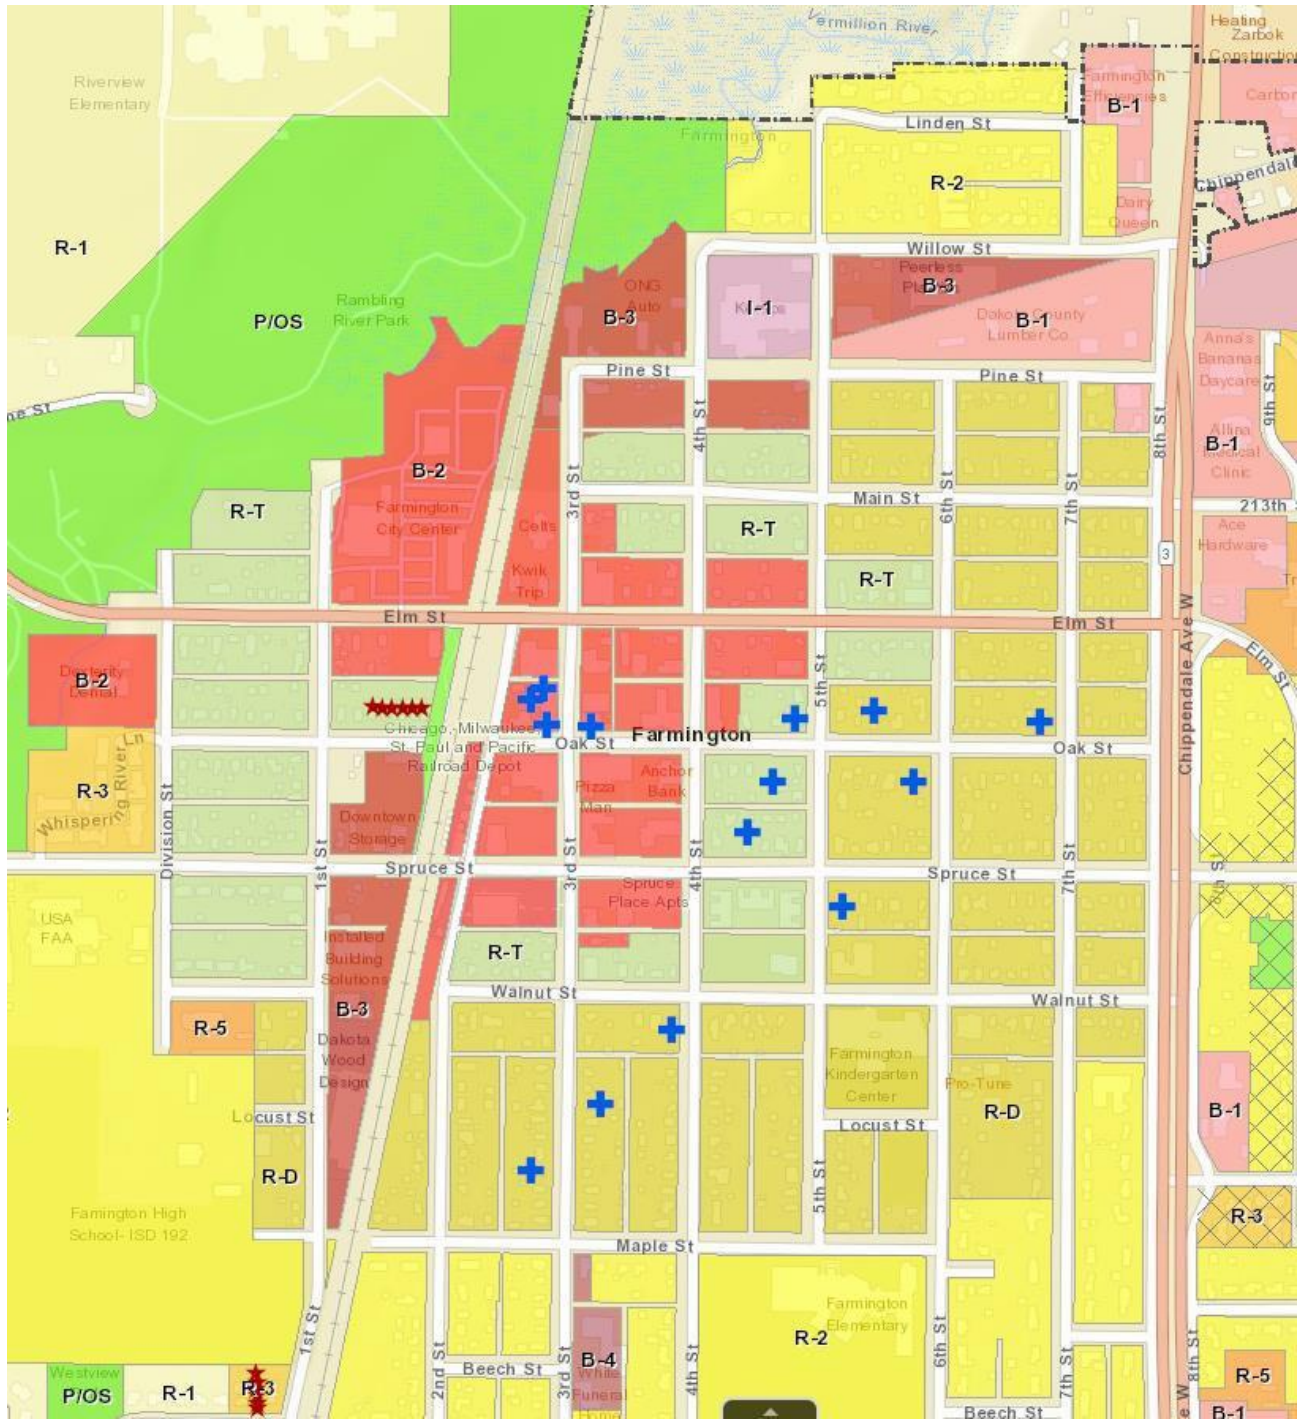 Vermillion River
Heating
Zarbok
Construction
Riverview
Elementary
Farmington
Efficiencies
B-1
Carbon
Linden St
Farmington
R-2
Chippendale
Dairy
Queen
R-1
Willow St
Peerless
B-3
ONG
Auto
Rambling
River Park
P/OS
B-3
I-1
B-1
Dakota County
Lumber Co
Anna's
Bananas
Daycare
Pine St
Pine St
9th St
4th St
8th St
Allina
Medical
Clinic
B-1
B-2
Farmington
City Center
3rd St
Main St
6th St
7th St
213th
R-T
Celts
R-T
Ace
Hardware
3
Kwik
Trip
R-T
Elm St
Elm St
Elm St
Chippendale Ave W
5th St
B-2
Chicago, Milwaukee,
St. Paul and Pacific
Railroad Depot
Oak St
Farmington
Oak St
R-3
Whispering River Ln
Division St
Pizza
Man
Anchor
Bank
Downtown
Storage
1st St
Spruce St
3rd St
4th St
Spruce St
7th St
8th St
USA
FAA
Spruce
Place Apts
Installed
Building
Solutions
R-T
Walnut St
Walnut St
R-5
B-3
Dakota
Wood
Design
Farmington
Kindergarten
Center
Pro-Tune
R-D
B-1
Locust St
Locust St
R-D
5th St
Farmington High
School- ISD 192
R-3
Maple St
1st St
Farmington
Elementary
R-2
6th St
2nd St
3rd St
4th St
7th St
8th St
Beech St
B-4
White
Funeral
Home
Westview
P/OS
R-1
R-3
R-5
Beech St
B-1
e W